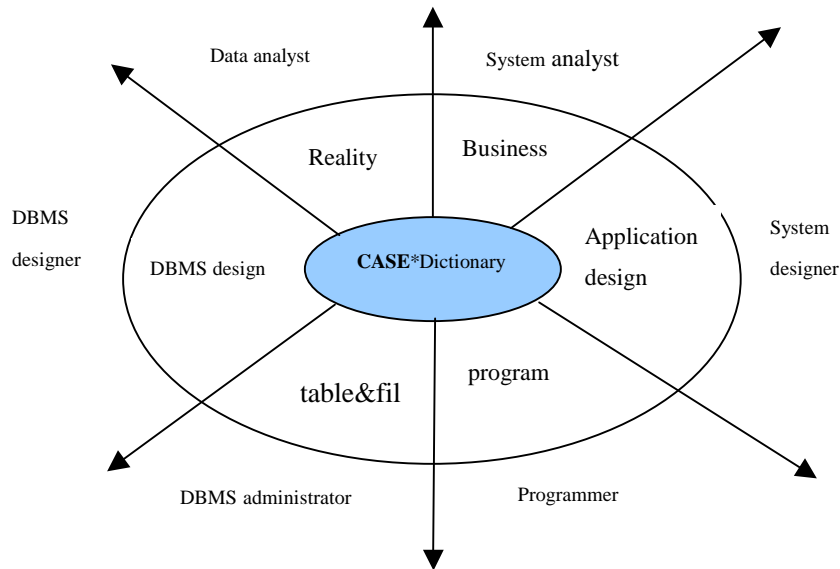 Data analyst
System analyst
Reality
Business
DBMS
designer
DBMS design
CASE*Dictionary
Application
design
System
designer
table&fil
program
DBMS administrator
Programmer